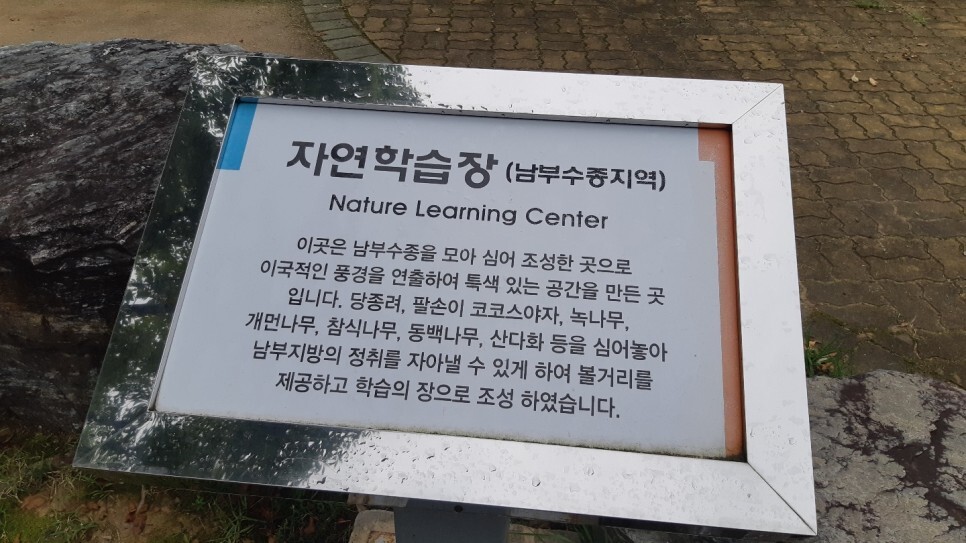 자연학습장 (남부수종지역)
Nature Learning Center
이곳은 남부수종을 모아 심어 조성한 곳으로
이국적인 풍경을 연출하여 특색 있는 공간을 만든 곳
입니다. 당종려, 팔손이 코코스야자, 녹나무,
개먼나무, 참식나무, 동백나무, 산다화 등을 심어놓아
남부지방의 정취를 자아낼 수 있게 하여 볼거리를
제공하고 학습의 장으로 조성 하였습니다.